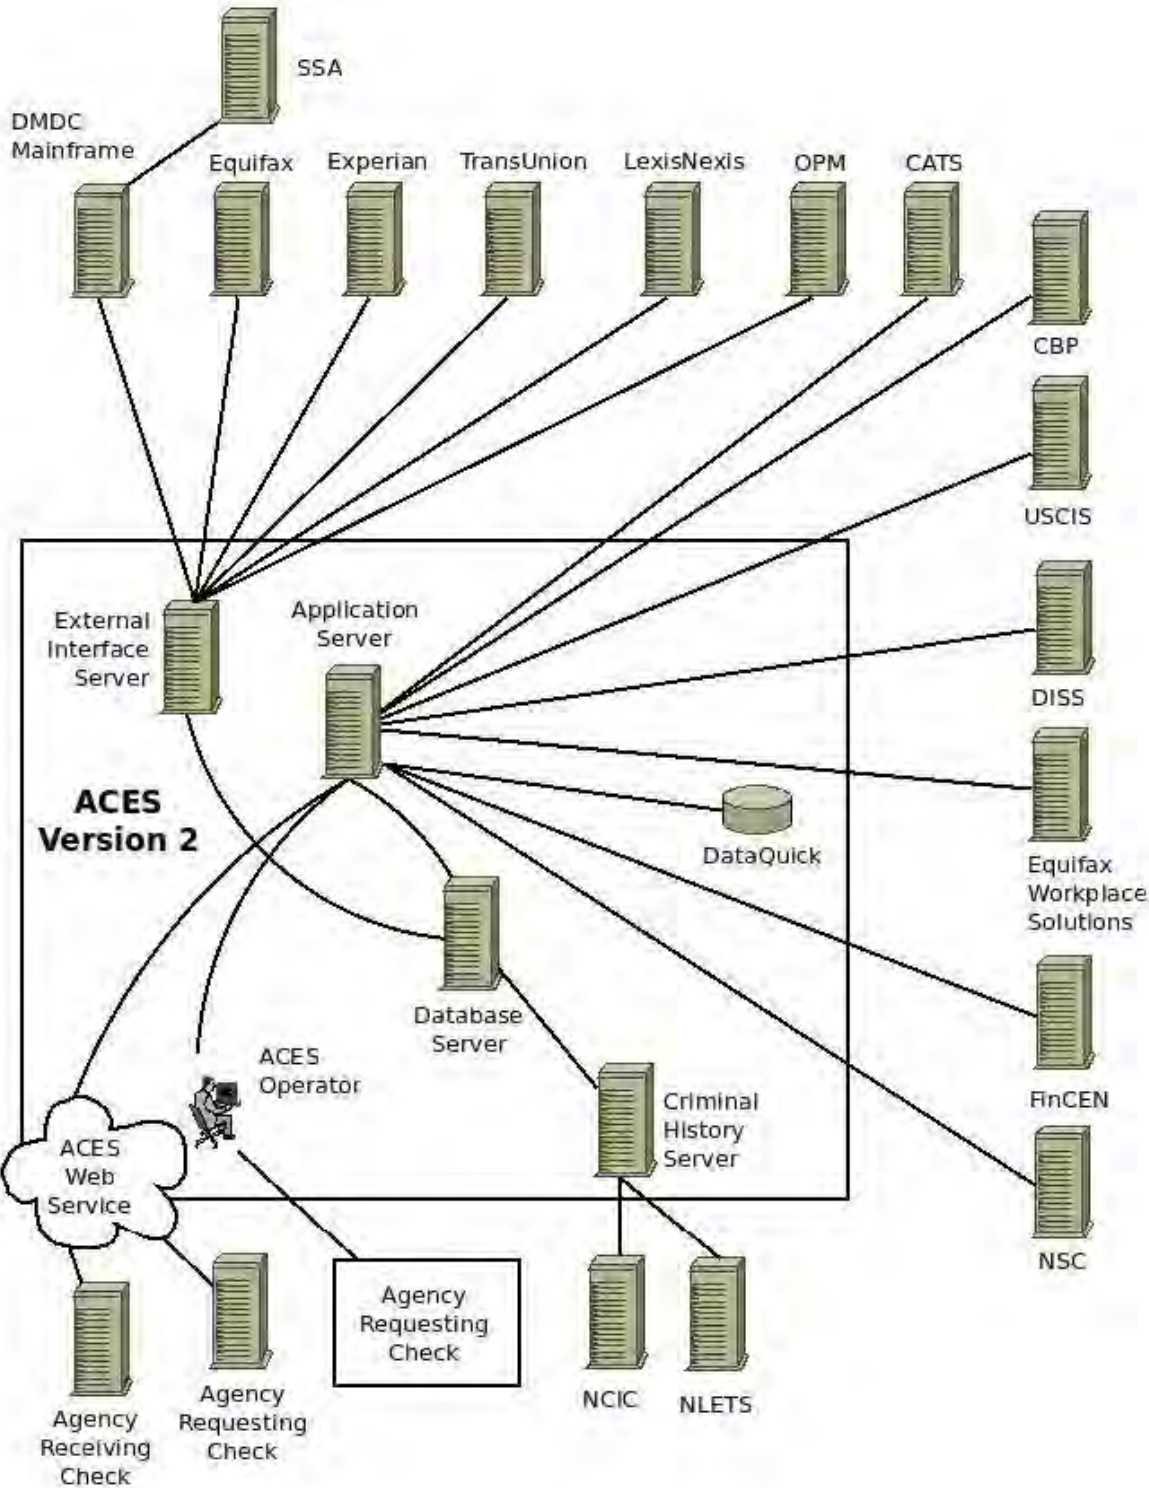 SSA
DMDC
Mainframe
Equifax
Experian
TransUnion
LexisNexis
OPM
CATS
CBP
USCIS
DISS
Equifax
Workplace
Solutions
FinCEN
NSC
External
Interface
Server
Application
Server
ACES
Version 2
DataQuick
Database
Server
ACES
Operator
Criminal
History
Server
ACES
Web
Service
Agency
Requesting
Check
NCIC
NLETS
Agency
Requesting
Check
Agency
Receiving
Check